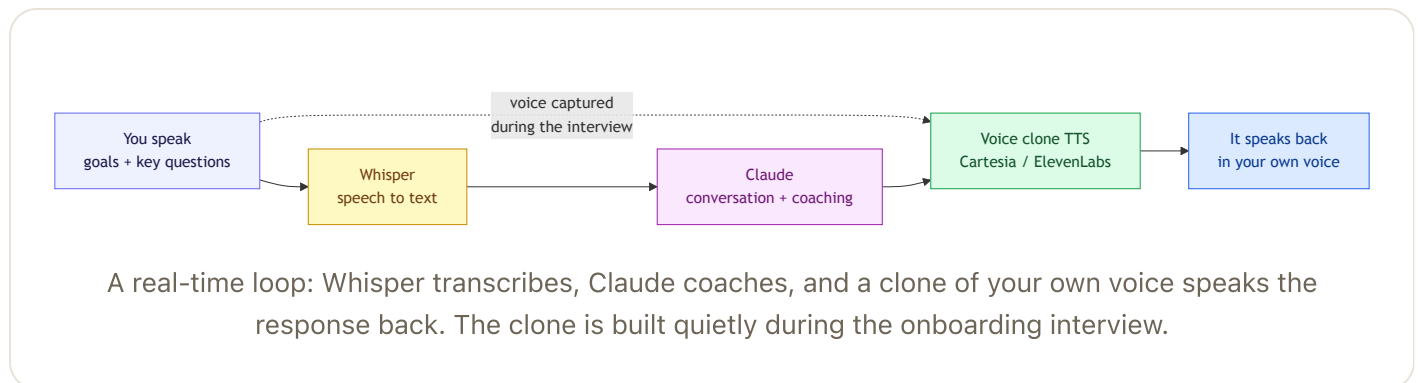 voice captured
during the interview
You speak
goals + key questions
Whisper
speech to text
Claude
conversation + coaching
Voice clone TTS
Cartesia / ElevenLabs
It speaks back
in your own voice
A real-time loop: Whisper transcribes, Claude coaches, and a clone of your own voice speaks the
response back. The clone is built quietly during the onboarding interview.